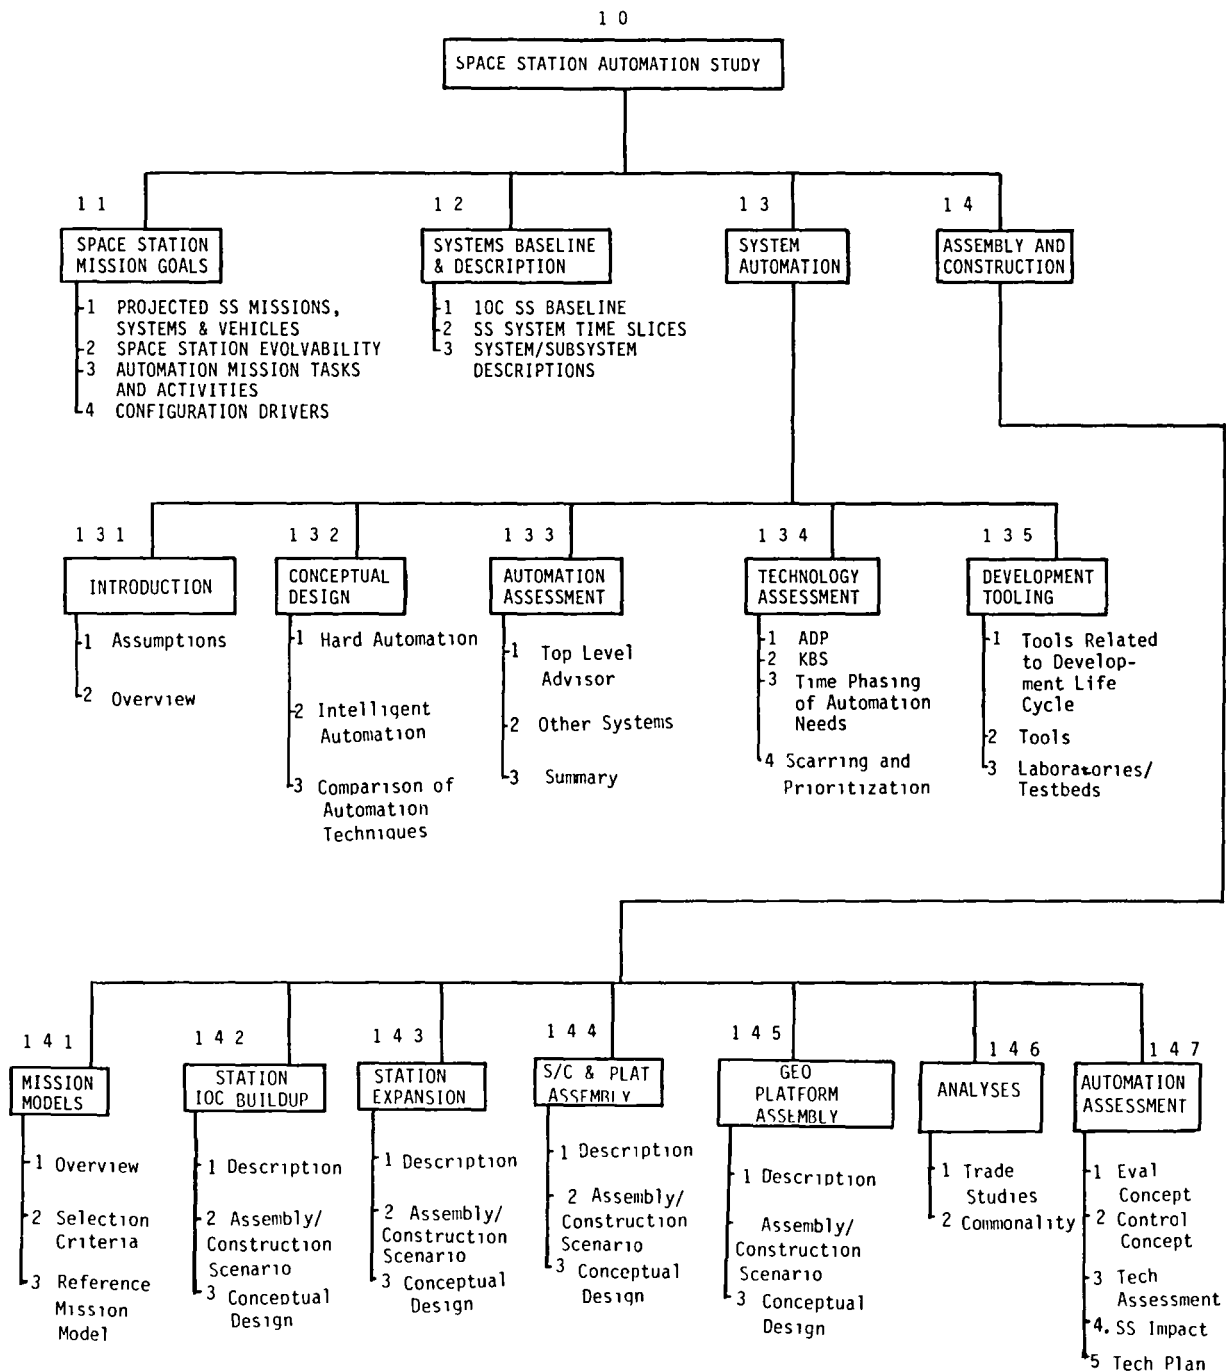 1 0
SPACE STATION AUTOMATION STUDY
1 1
SPACE STATION
MISSION GOALS
1 PROJECTED SS MISSIONS,
SYSTEMS & VEHICLES
2 SPACE STATION EVOLVABILITY
3 AUTOMATION MISSION TASKS
AND ACTIVITIES
4 CONFIGURATION DRIVERS
1 2
SYSTEMS BASELINE
& DESCRIPTION
1 IOC SS BASELINE
2 SS SYSTEM TIME SLICES
3 SYSTEM/SUBSYSTEM
DESCRIPTIONS
1 3
SYSTEM
AUTOMATION
1 4
ASSEMBLY AND
CONSTRUCTION
1 3 1
INTRODUCTION
1 Assumptions
2 Overview
1 3 2
CONCEPTUAL
DESIGN
1 Hard Automation
2 Intelligent
Automation
3 Comparison of
Automation
Techniques
1 3 3
AUTOMATION
ASSESSMENT
1 Top Level
Advisor
2 Other Systems
3 Summary
1 3 4
TECHNOLOGY
ASSESSMENT
1 ADP
2 KBS
3 Time Phasing
of Automation
Needs
4 Scarring and
Prioritization
1 3 5
DEVELOPMENT
TOOLING
1 Tools Related
to Develop-
ment Life
Cycle
2 Tools
3 Laboratories/
Testbeds
1 4 1
MISSION
MODELS
1 Overview
2 Selection
Criteria
3 Reference
Mission
Model
1 4 2
STATION
IOC BUILDUP
1 Description
2 Assembly/
Construction
Scenario
3 Conceptual
Design
1 4 3
STATION
EXPANSION
1 Description
2 Assembly/
Construction
Scenario
3 Conceptual
Design
1 4 4
S/C & PLAT
ASSEMBLY
1 Description
2 Assembly/
Construction
Scenario
3 Conceptual
Design
1 4 5
GEO
PLATFORM
ASSEMBLY
1 Description
Assembly/
Construction
Scenario
3 Conceptual
Design
1 4 6
ANALYSES
1 Trade
Studies
2 Commonality
1 4 7
AUTOMATION
ASSESSMENT
1 Eval
Concept
2 Control
Concept
3 Tech
Assessment
4. SS Impact
5 Tech Plan